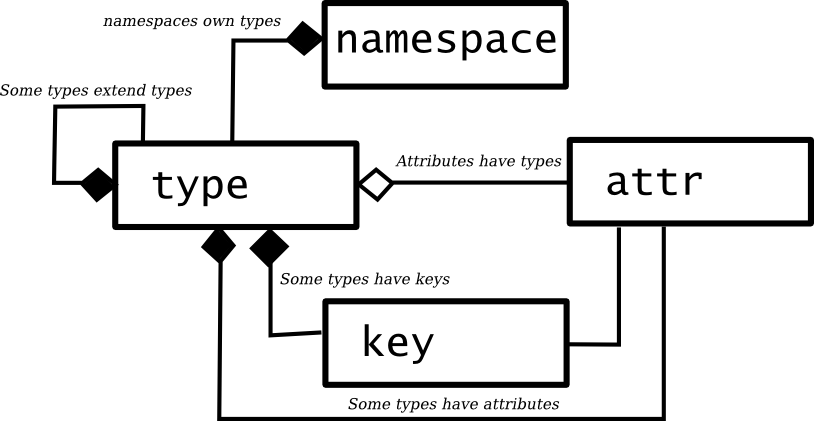 namespaces own types
namespace
Some types extend types
type
Attributes have types
attr
Some types have keys
key
Some types have attributes